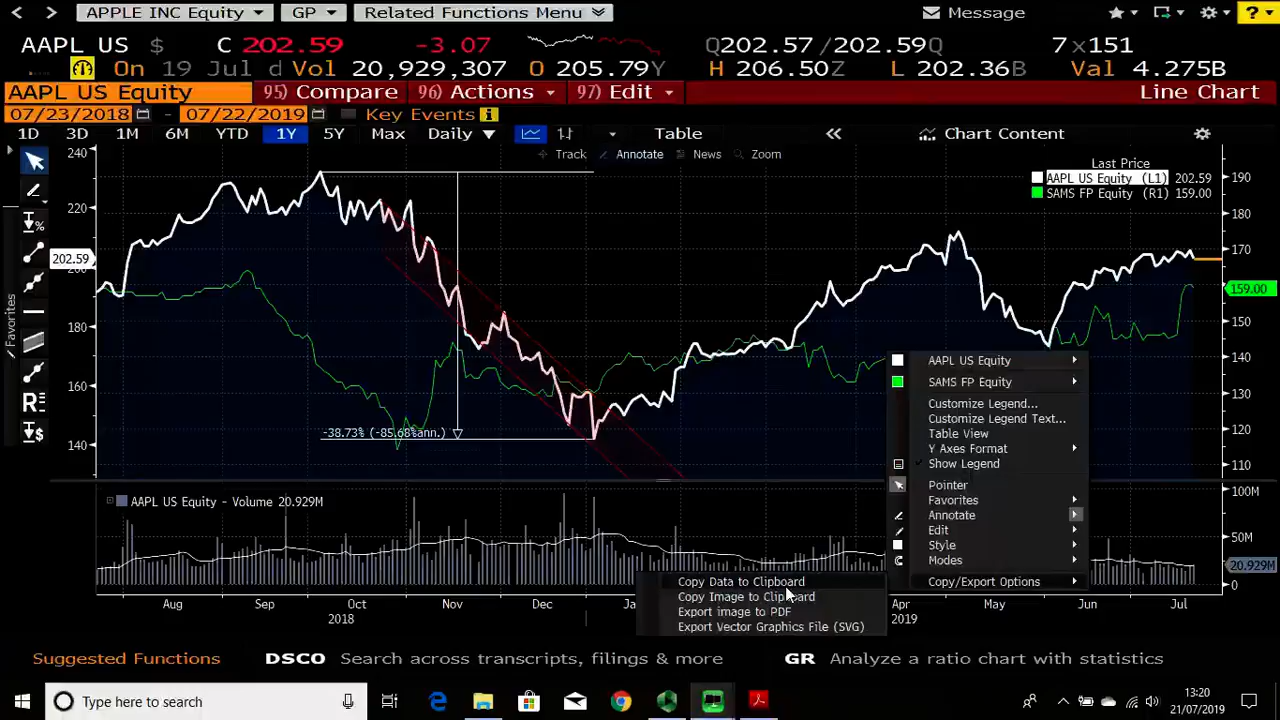 APPLE INC Equity GP Related Functions Menu Message ?
AAPL US $ C 202.59 -3.07 Q202.57 /202.59Q 7x151
On 19 Jul d Vol 20,929,307 O 205.79Y H 206.50Z L 202.36B Val 4.275B
AAPL US Equity 95) Compare 96) Actions 97) Edit Line Chart
07/23/2018 - 07/22/2019 Key Events i
1D 3D 1M 6M YTD 1Y 5Y Max Daily Table Chart Content
Track Annotate News Zoom
240
220
202.59
200
180
160
140
Favorites
%
R
$
Last Price
AAPL US Equity (L1) 202.59
SAMS FP Equity (R1) 159.00
190
180
170
159.00
150
140
130
120
110
-38.73% (-85.68%ann.)
AAPL US Equity - Volume 20.929M
100M
50M
20.929M
0
AAPL US Equity
SAMS FP Equity
Customize Legend...
Customize Legend Text...
Table View
Y Axes Format
Show Legend
Pointer
Favorites
Annotate
Edit
Style
Modes
Copy/Export Options
Copy Data to Clipboard
Copy Image to Clipboard
Export image to PDF
Export Vector Graphics File (SVG)
Aug Sep Oct Nov Dec Apr May Jun Jul
2018 2019
Suggested Functions DSCO Search across transcripts, filings & more GR Analyze a ratio chart with statistics
Type here to search
13:20
21/07/2019